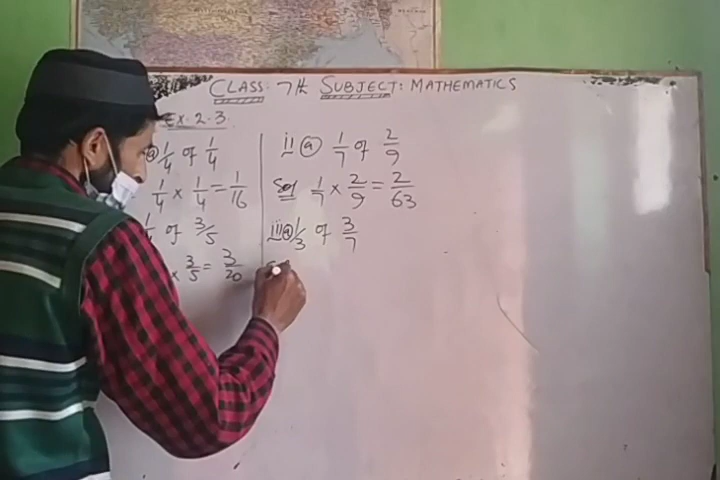 CLASS: 7th SUBJECT: MATHEMATICS
Ex. 2.3
a 1/4 of 1/4
1/4 × 1/4 = 1/16
of 3/5
× 3/5 = 3/20
ii a 1/7 of 2/9
Sol 1/7 × 2/9 = 2/63
iii a 1/3 of 3/7